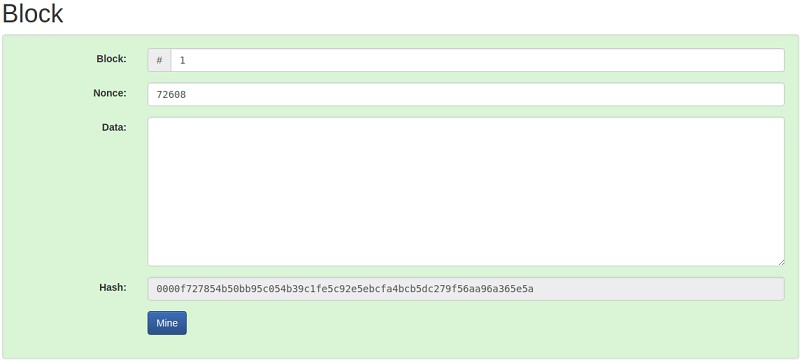 Block
Block: # 1
Nonce: 72608
Data:
Hash: 0000f727854b50bb95c054b39c1fe5c92e5ebcfa4bcb5dc279f56aa96a365e5a
Mine